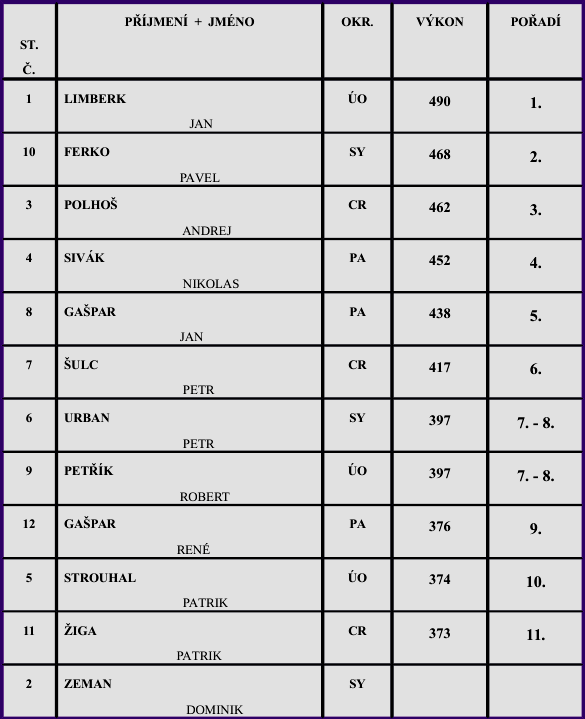 ST.
Č.
PŘÍJMENÍ + JMÉNO OKR. VÝKON POŘADÍ
1 LIMBERK ÚO 490 1.
JAN
10 FERKO SY 468 2.
PAVEL
3 POLHOŠ CR 462 3.
ANDREJ
4 SIVÁK PA 452 4.
NIKOLAS
8 GAŠPAR PA 438 5.
JAN
7 ŠULC CR 417 6.
PETR
6 URBAN SY 397 7. - 8.
PETR
9 PETŘÍK ÚO 397 7. - 8.
ROBERT
12 GAŠPAR PA 376 9.
RENÉ
5 STROUHAL ÚO 374 10.
PATRIK
11 ŽIGA CR 373 11.
PATRIK
2 ZEMAN SY
DOMINIK